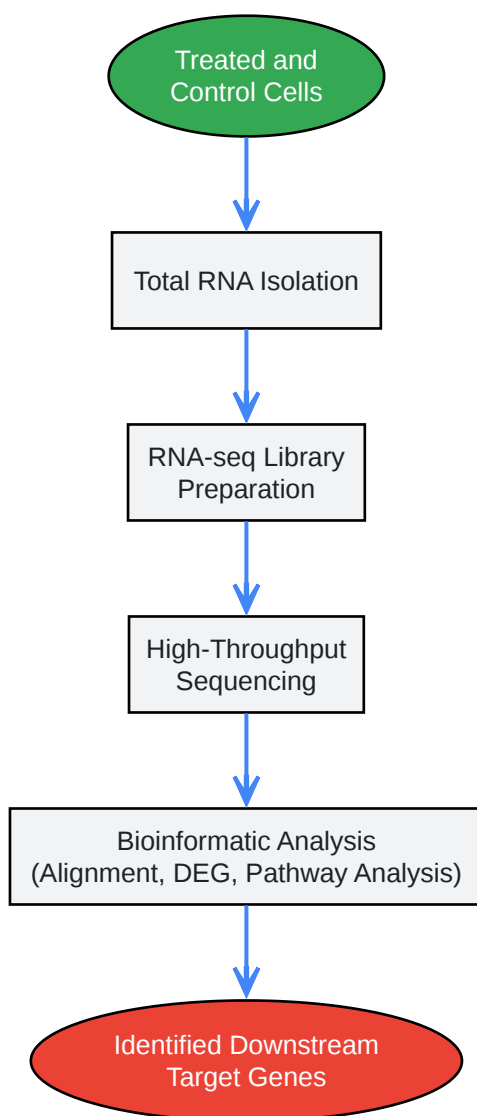 Treated and
Control Cells
Total RNA Isolation
RNA-seq Library
Preparation
High-Throughput
Sequencing
Bioinformatic Analysis
(Alignment, DEG, Pathway Analysis)
Identified Downstream
Target Genes